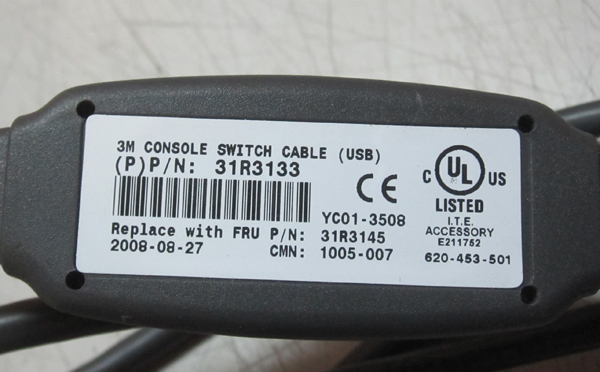 3M CONSOLE SWITCH CABLE (USB)
(P)P/N: 31R3133
CE
YC01-3508
Replace with FRU P/N: 31R3145
2008-08-27 CMN: 1005-007
C UL US
LISTED
I.T.E.
ACCESSORY
E211752
620-453-501